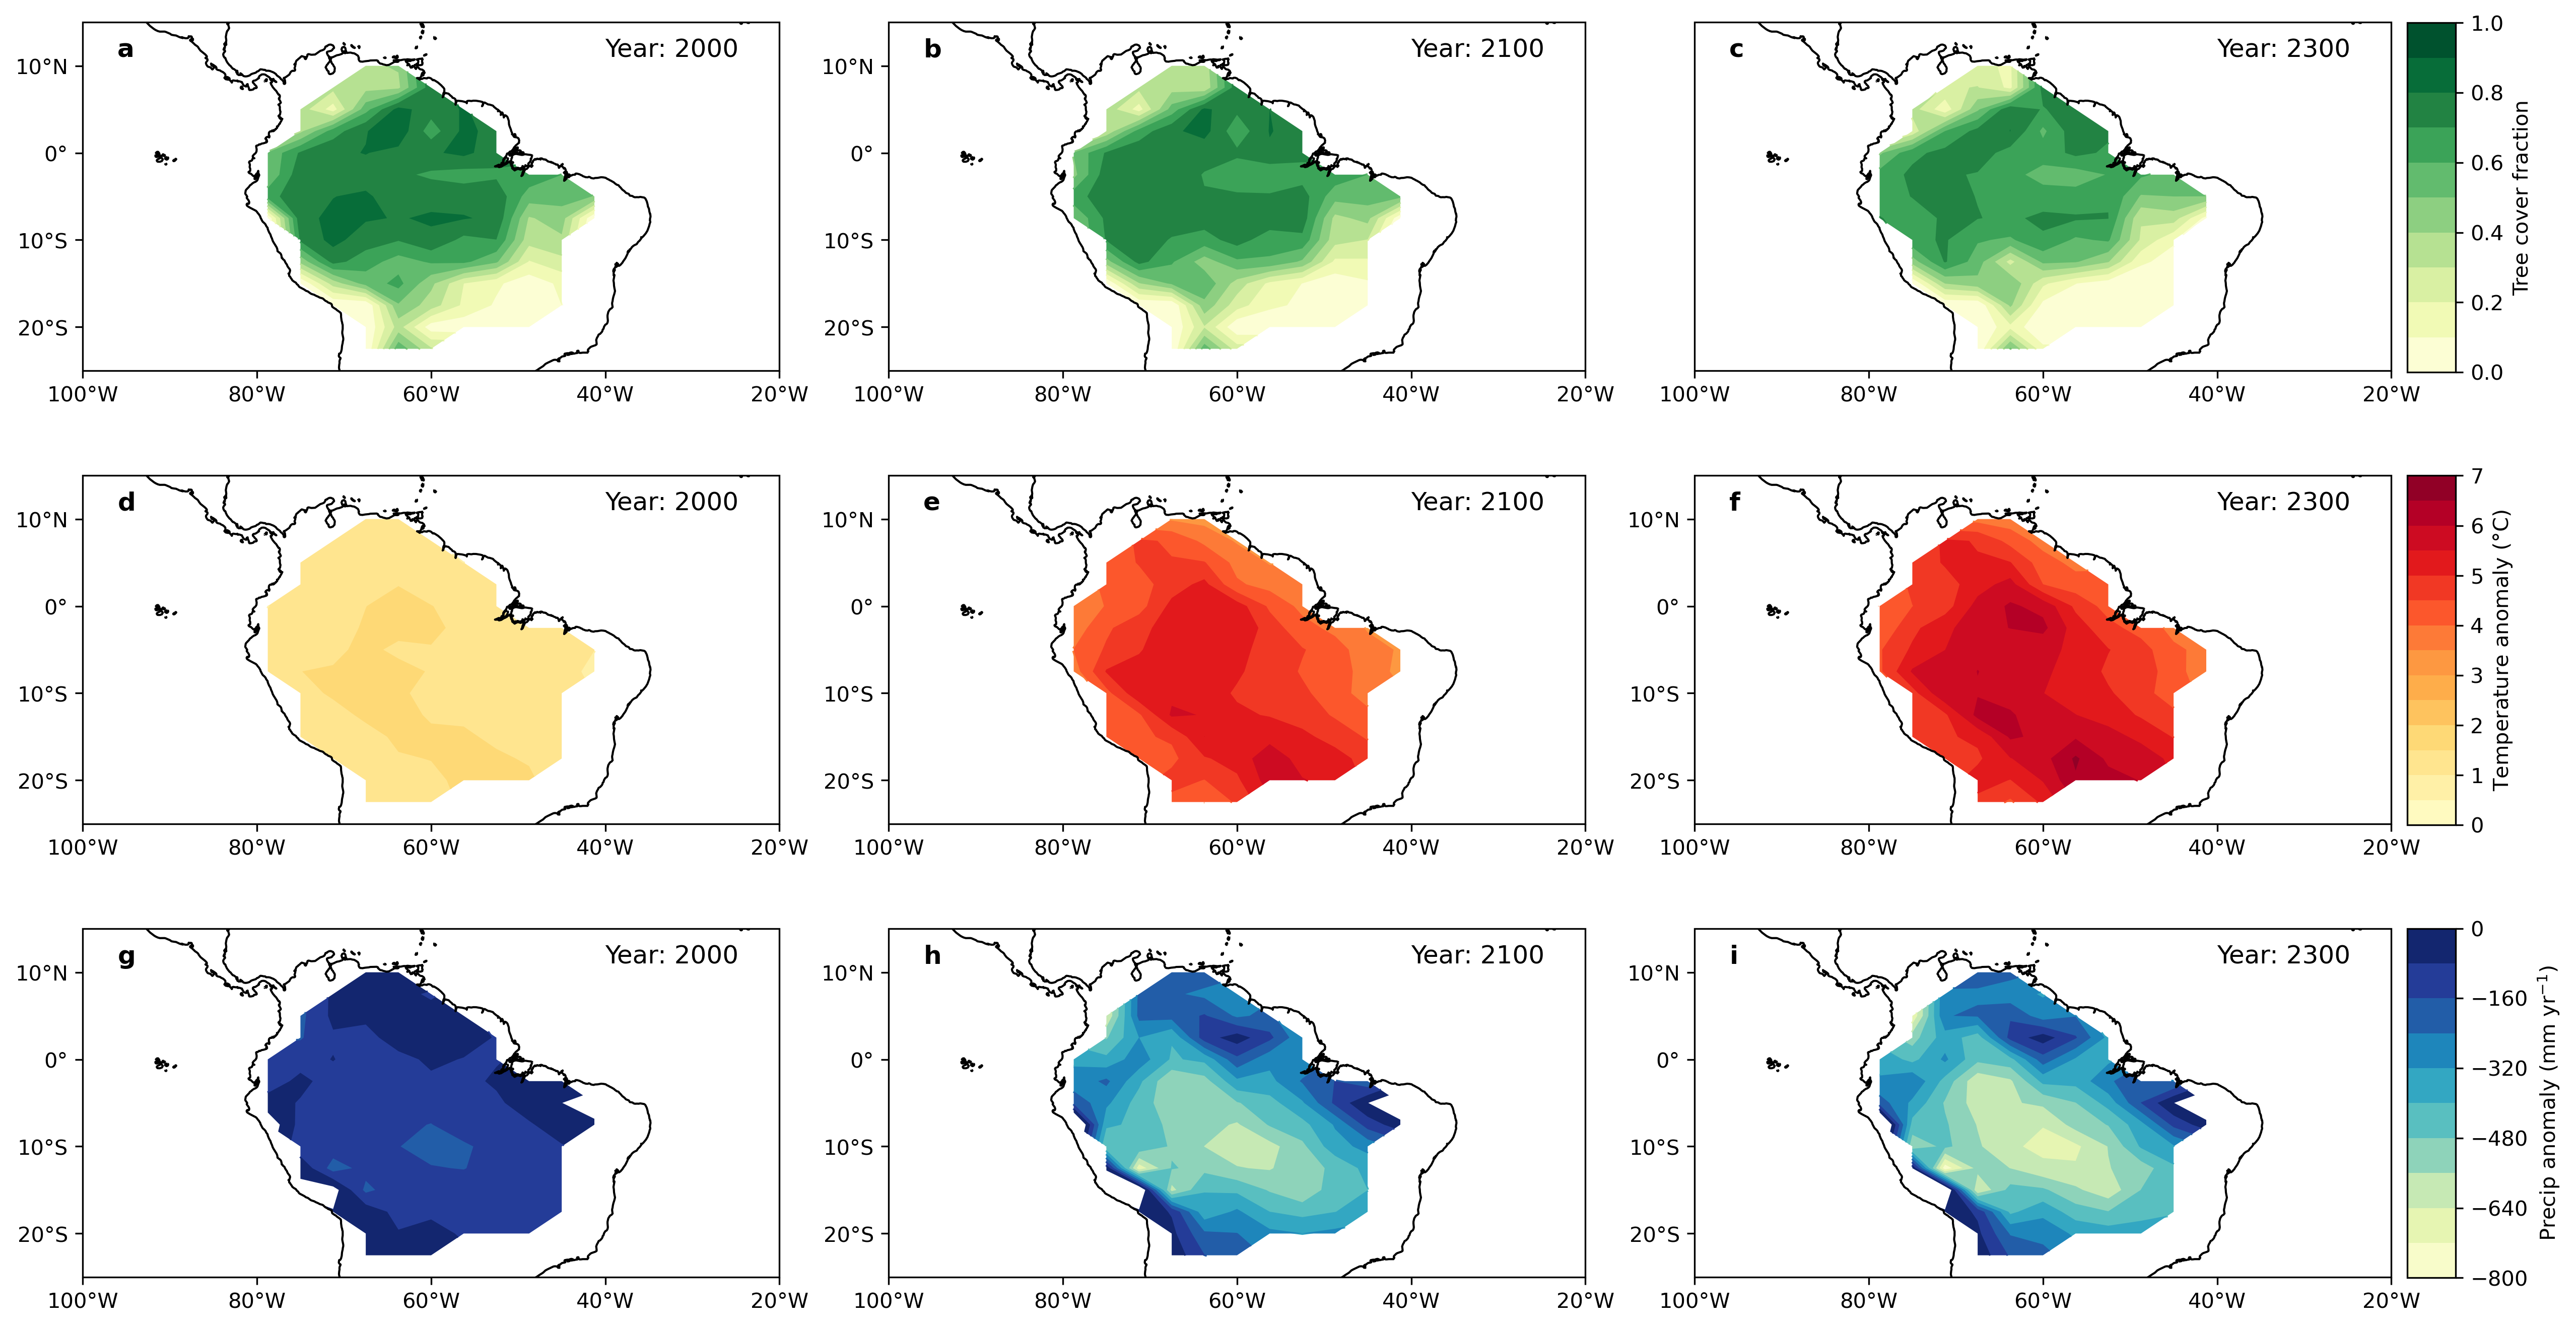 a Year: 2000
b Year: 2100
c Year: 2300
10°N
0°
10°S
20°S
100°W 80°W 60°W 40°W 20°W
10°N
0°
10°S
20°S
100°W 80°W 60°W 40°W 20°W
10°N
0°
10°S
20°S
100°W 80°W 60°W 40°W 20°W
1.0
0.8
0.6
0.4
0.2
0.0
Tree cover fraction
d Year: 2000
e Year: 2100
f Year: 2300
10°N
0°
10°S
20°S
100°W 80°W 60°W 40°W 20°W
10°N
0°
10°S
20°S
100°W 80°W 60°W 40°W 20°W
10°N
0°
10°S
20°S
100°W 80°W 60°W 40°W 20°W
7
6
5
4
3
2
1
0
Temperature anomaly (°C)
g Year: 2000
h Year: 2100
i Year: 2300
10°N
0°
10°S
20°S
100°W 80°W 60°W 40°W 20°W
10°N
0°
10°S
20°S
100°W 80°W 60°W 40°W 20°W
10°N
0°
10°S
20°S
100°W 80°W 60°W 40°W 20°W
0
−160
−320
−480
−640
−800
Precip anomaly (mm yr⁻¹)